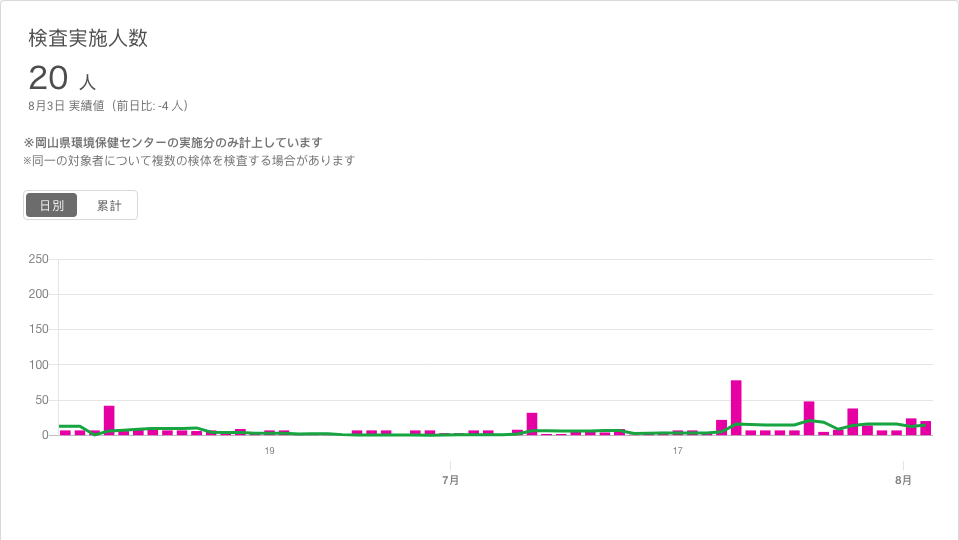 検査実施人数
20 人
8月3日 実績値（前日比: -4 人）
※岡山県環境保健センターの実施分のみ計上しています
※同一の対象者について複数の検体を検査する場合があります
日別 累計
250
200
150
100
50
0
19 17
7月 8月